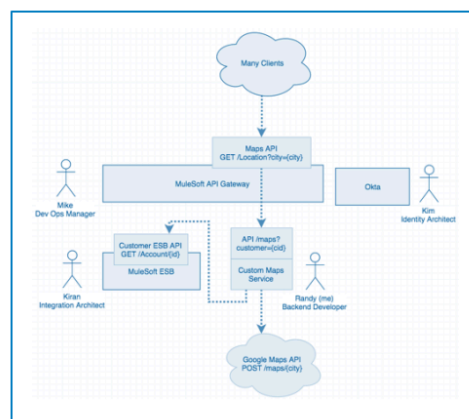 Many Clients
Maps API
GET /Location?city={city}
MuleSoft API Gateway
Okta
Mike
Dev Ops Manager
Kim
Identity Architect
Customer ESB API
GET /Account/{id}
MuleSoft ESB
API /maps?
customer={cid}
Custom Maps
Service
Kiran
Integration Architect
Randy (me)
Backend Developer
Google Maps API
POST /maps/{city}